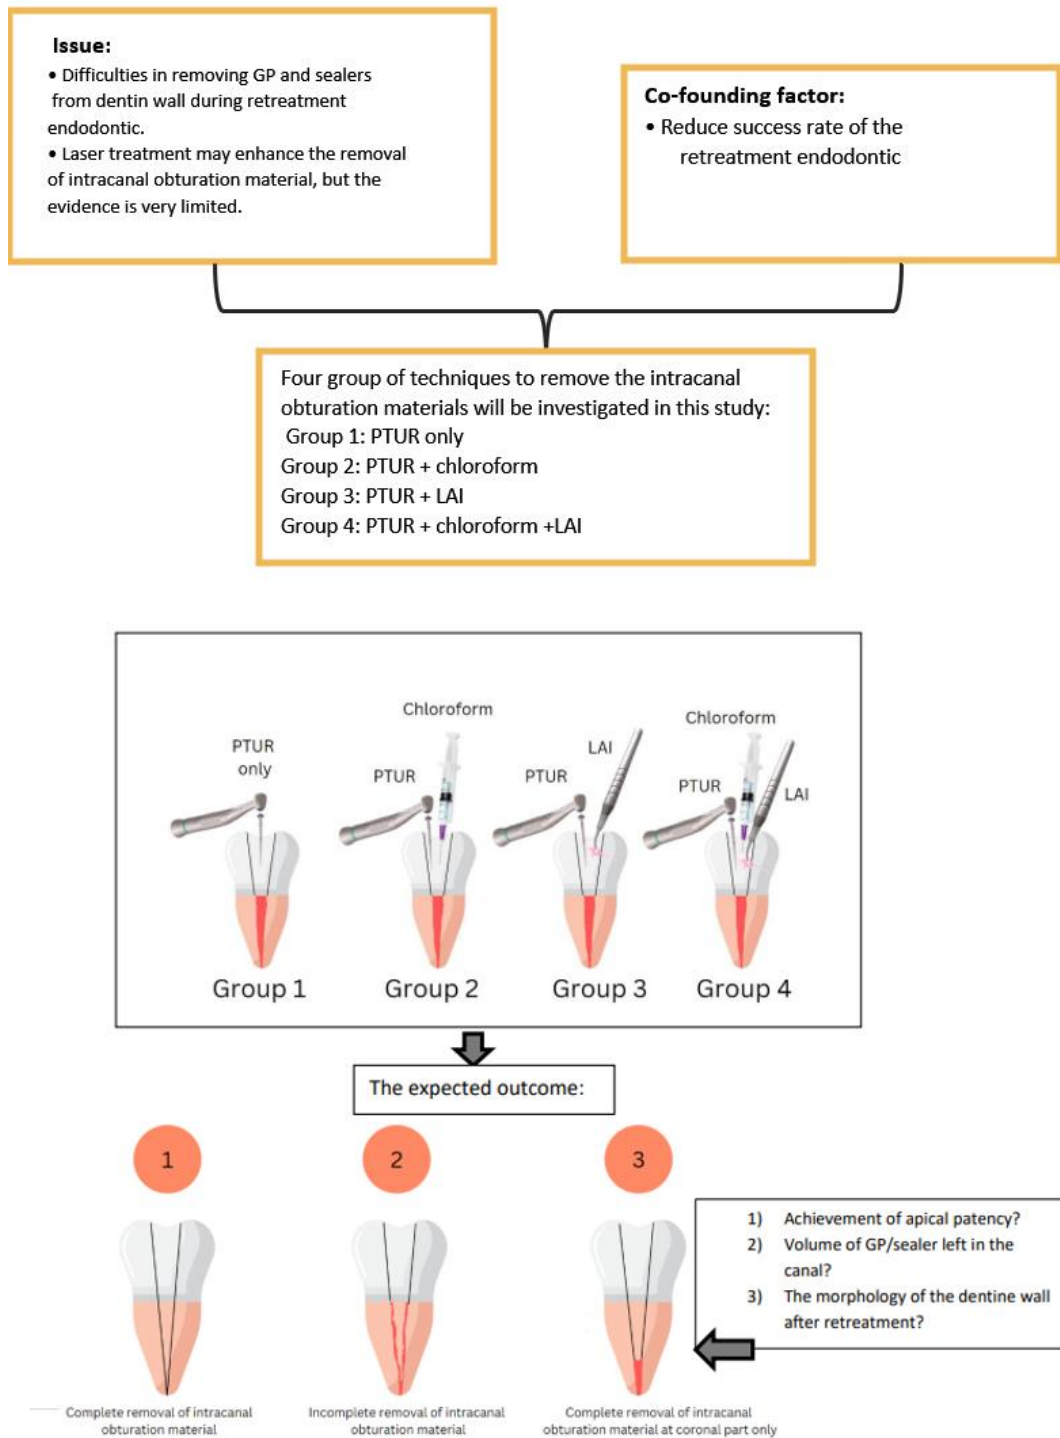 Issue:
• Difficulties in removing GP and sealers
from dentin wall during retreatment
endodontic.
• Laser treatment may enhance the removal
of intracanal obturation material, but the
evidence is very limited.
Co-founding factor:
• Reduce success rate of the
retreatment endodontic
Four group of techniques to remove the intracanal
obturation materials will be investigated in this study:
Group 1: PTUR only
Group 2: PTUR + chloroform
Group 3: PTUR + LAI
Group 4: PTUR + chloroform +LAI
PTUR
only
Group 1
Chloroform
PTUR
Group 2
LAI
PTUR
Group 3
Chloroform
PTUR
LAI
Group 4
The expected outcome:
1
2
3
1) Achievement of apical patency?
2) Volume of GP/sealer left in the
canal?
3) The morphology of the dentine wall
after retreatment?
Complete removal of intracanal
obturation material
Incomplete removal of intracanal
obturation material
Complete removal of intracanal
obturation material at coronal part only